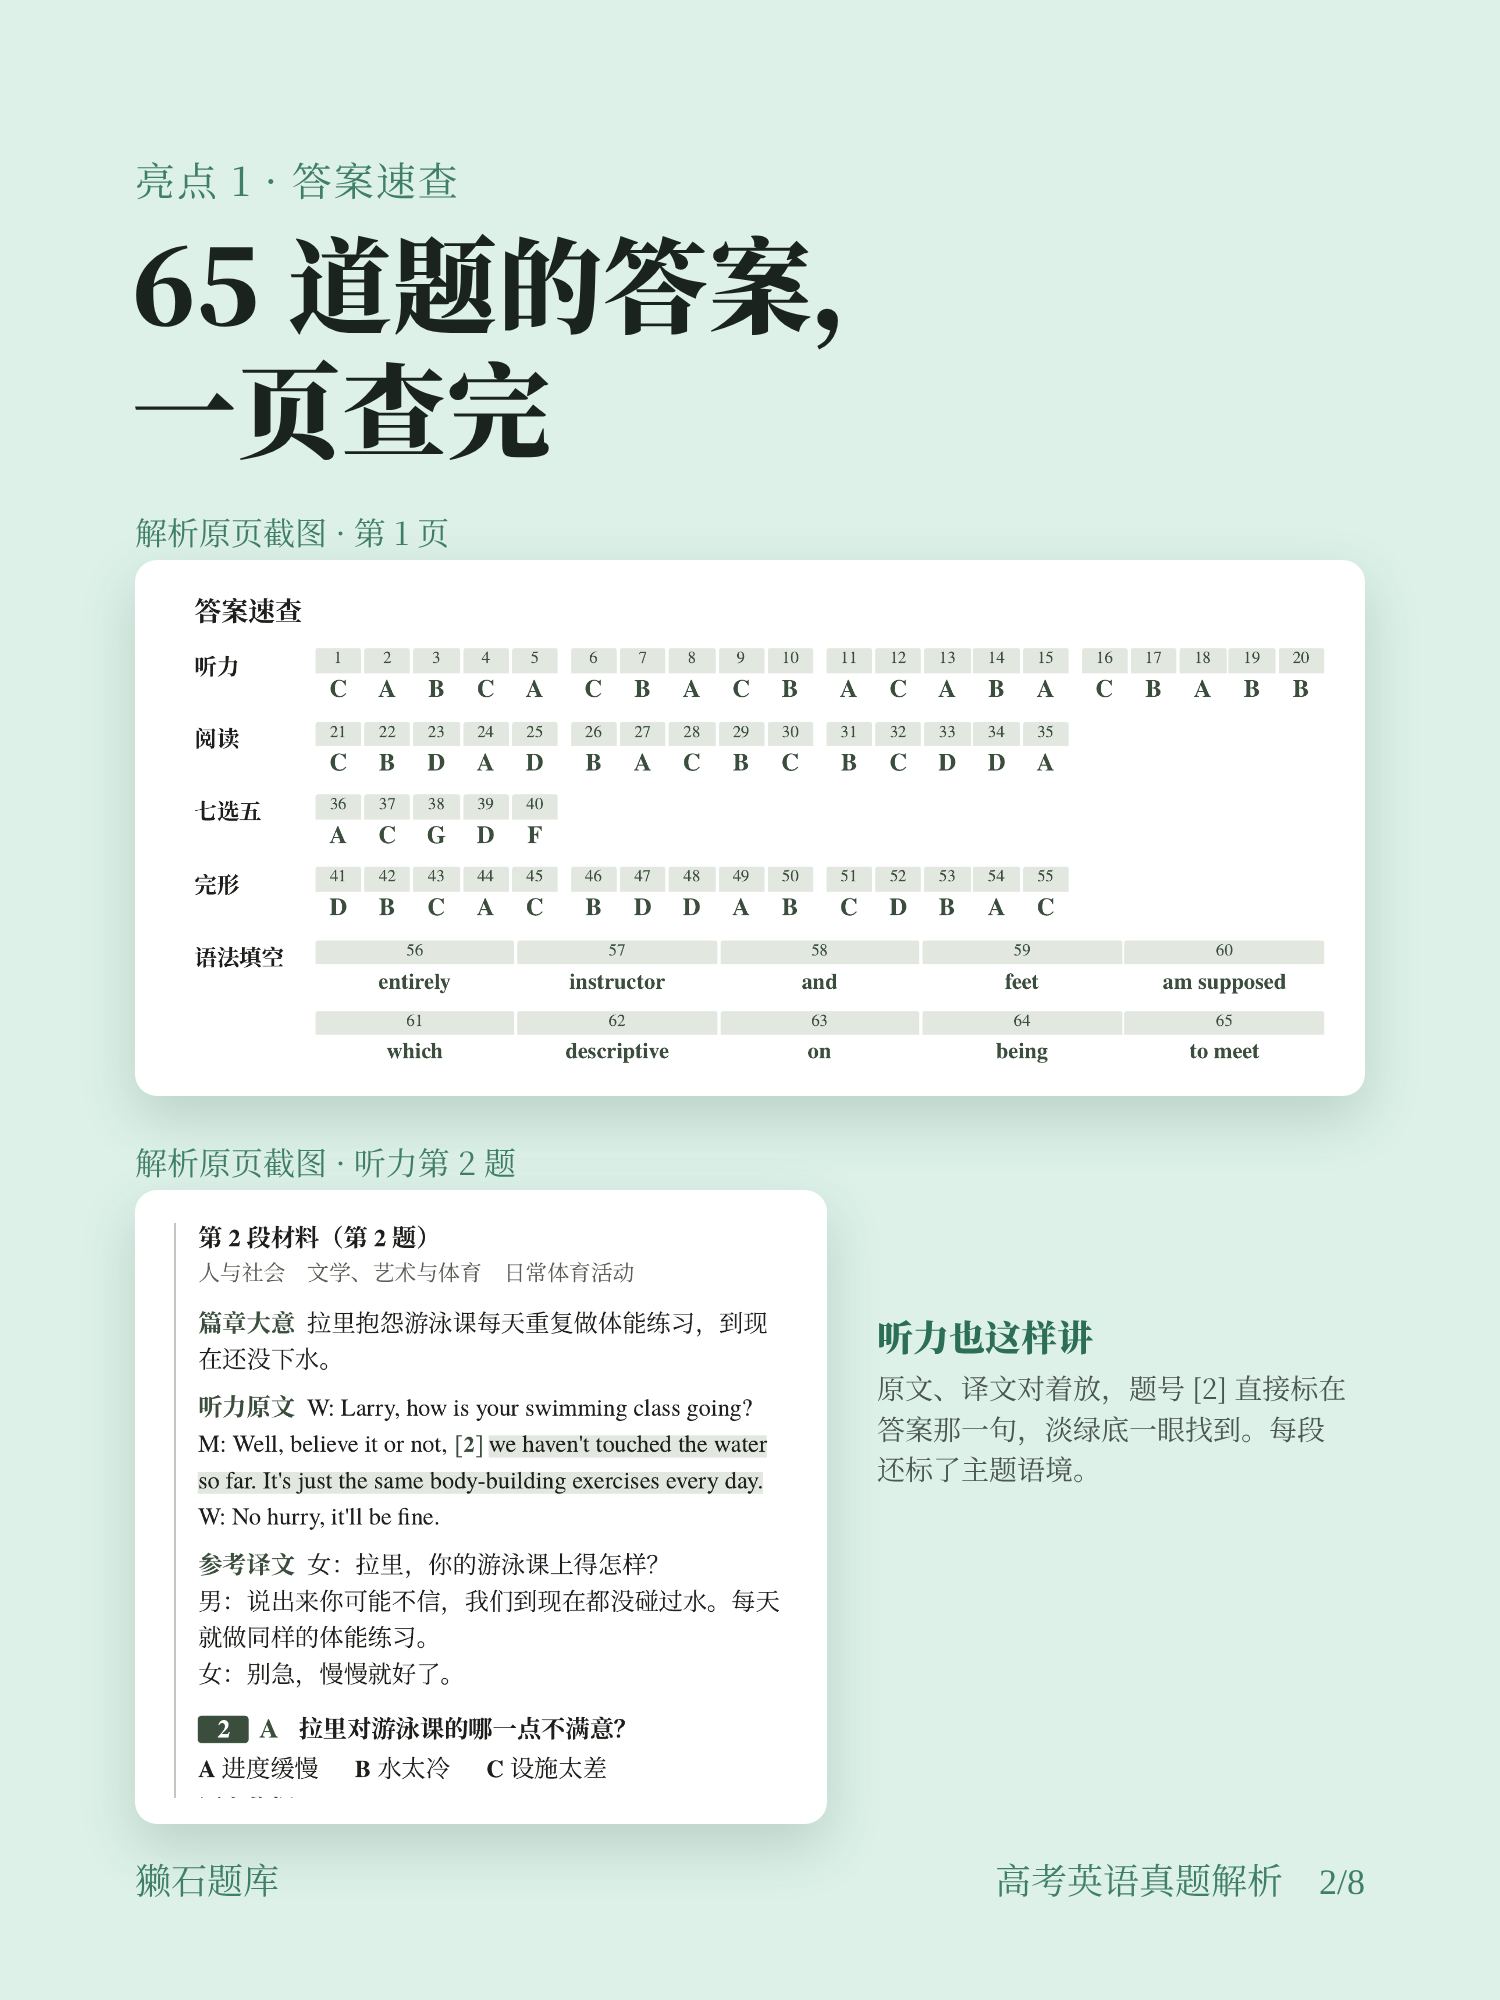 亮点 1 · 答案速查
65 道题的答案,
一页查完
解析原页截图 · 第 1 页
答案速查
听力 1 2 3 4 5 6 7 8 9 10 11 12 13 14 15 16 17 18 19 20
C A B C A C B A C B A C A B A C B A B B
阅读 21 22 23 24 25 26 27 28 29 30 31 32 33 34 35
C B D A D B A C B C B C D D A
七选五 36 37 38 39 40
A C G D F
完形 41 42 43 44 45 46 47 48 49 50 51 52 53 54 55
D B C A C B D D A B C D B A C
语法填空 56 57 58 59 60
entirely instructor and feet am supposed
61 62 63 64 65
which descriptive on being to meet
解析原页截图 · 听力第 2 题
第 2 段材料（第 2 题）
人与社会 文学、艺术与体育 日常体育活动
篇章大意 拉里抱怨游泳课每天重复做体能练习，到现
在还没下水。
听力原文 W: Larry, how is your swimming class going?
M: Well, believe it or not, [2] we haven't touched the water
so far. It's just the same body-building exercises every day.
W: No hurry, it'll be fine.
参考译文 女：拉里，你的游泳课上得怎样？
男：说出来你可能不信，我们到现在都没碰过水。每天
就做同样的体能练习。
女：别急，慢慢就好了。
2 A 拉里对游泳课的哪一点不满意？
A 进度缓慢 B 水太冷 C 设施太差
听力也这样讲
原文、译文对着放，题号 [2] 直接标在
答案那一句，淡绿底一眼找到。每段
还标了主题语境。
獭石题库
高考英语真题解析 2/8